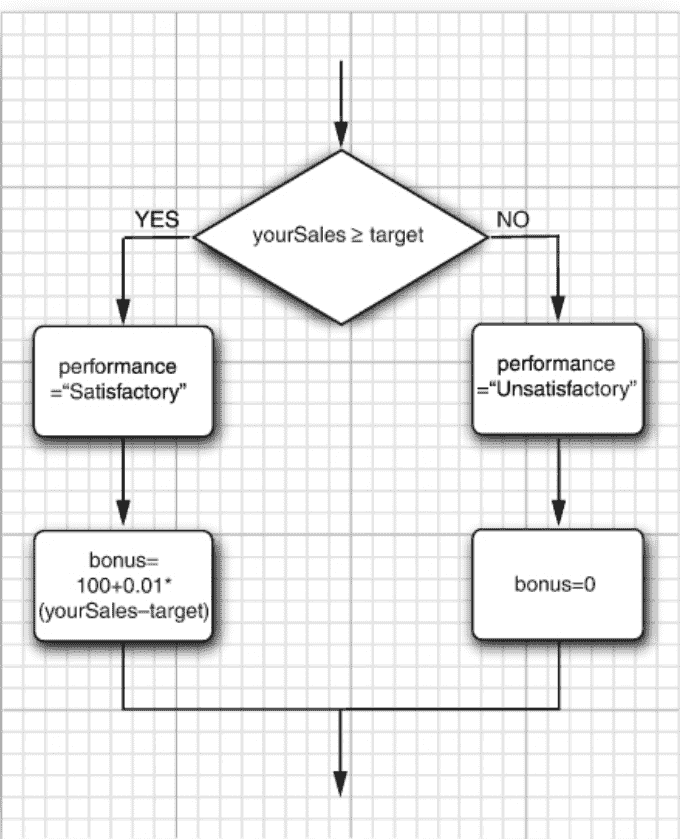 yourSales ≥ target
YES
NO
performance
="Satisfactory"
performance
="Unsatisfactory"
bonus=
100+0.01*
(yourSales–target)
bonus=0